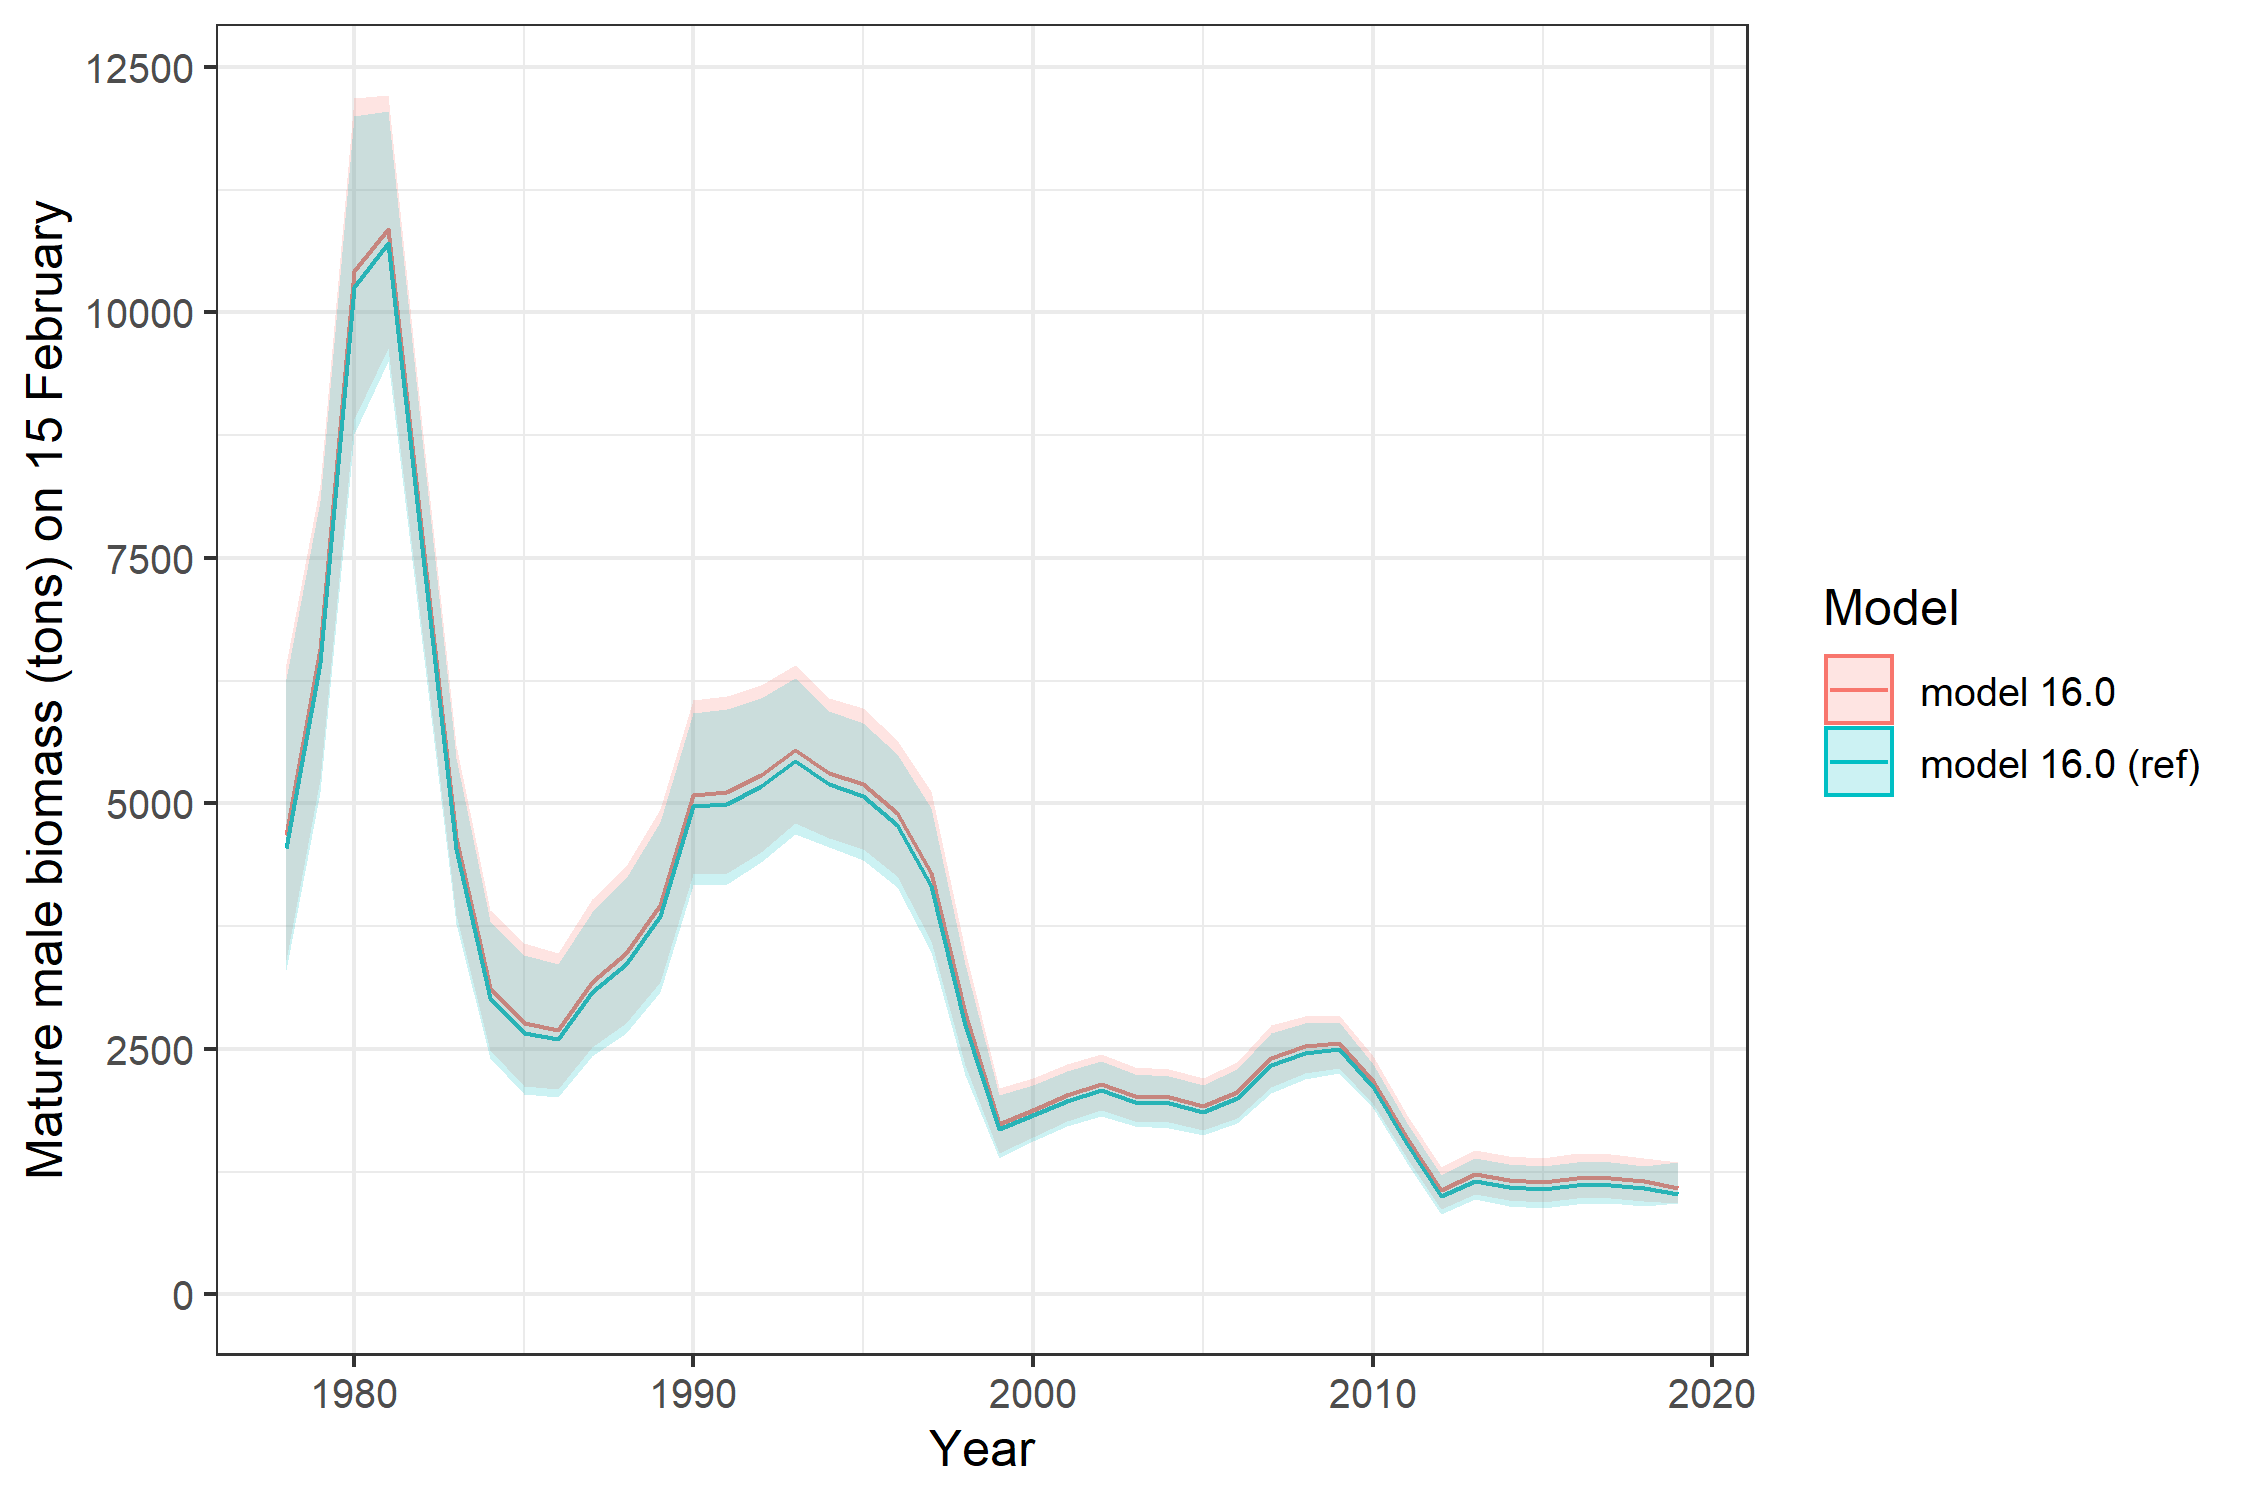 Mature male biomass (tons) on 15 February
12500
10000
7500
5000
2500
0
1980
1990
2000
2010
2020
Year
Model
model 16.0
model 16.0 (ref)